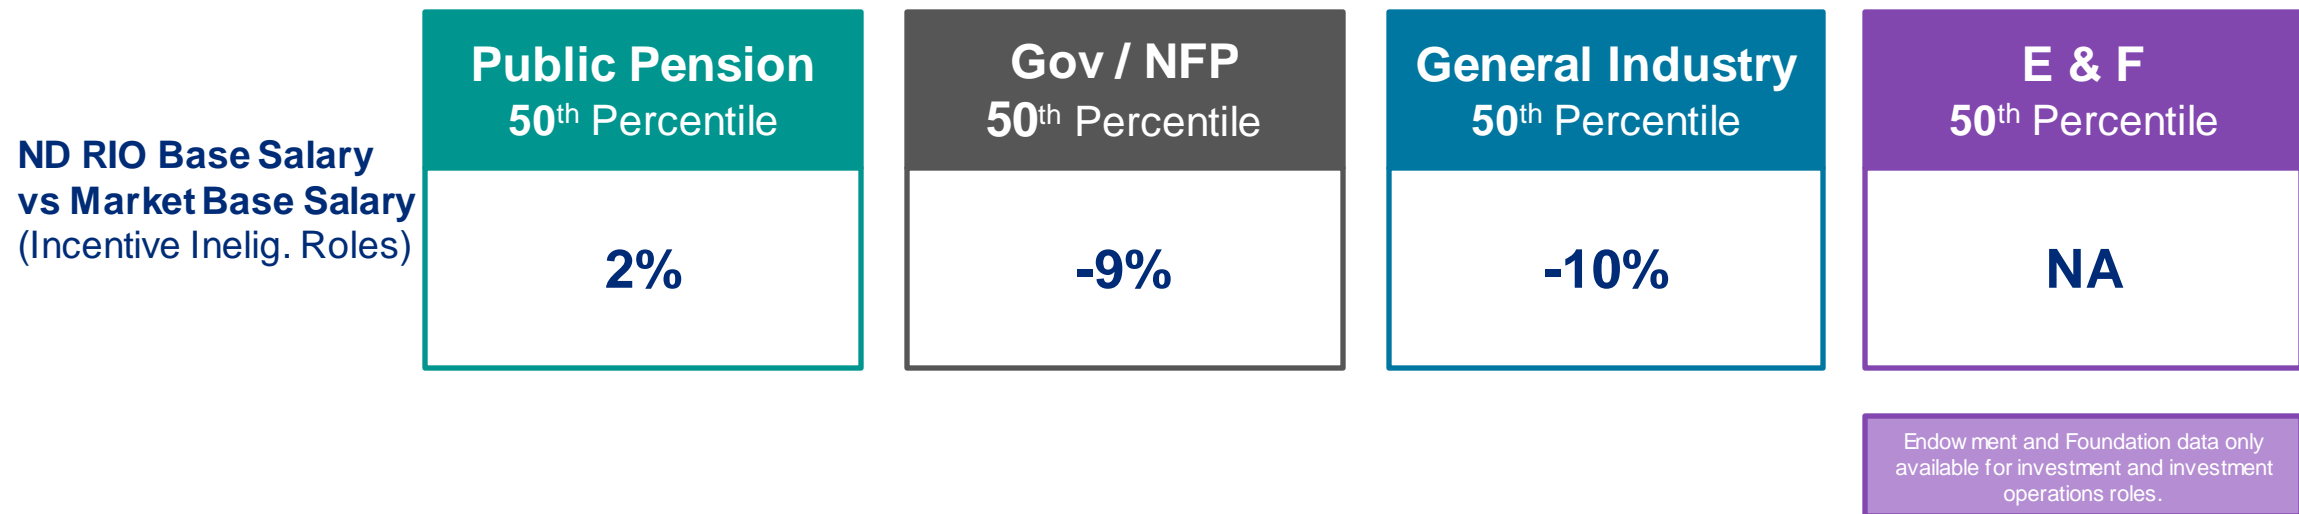 Public Pension
50th Percentile
Gov / NFP
50th Percentile
General Industry
50th Percentile
E & F
50th Percentile
ND RIO Base Salary
vs Market Base Salary
(Incentive Inelig. Roles)
2%
-9%
-10%
NA
Endowment and Foundation data only
available for investment and investment
operations roles.